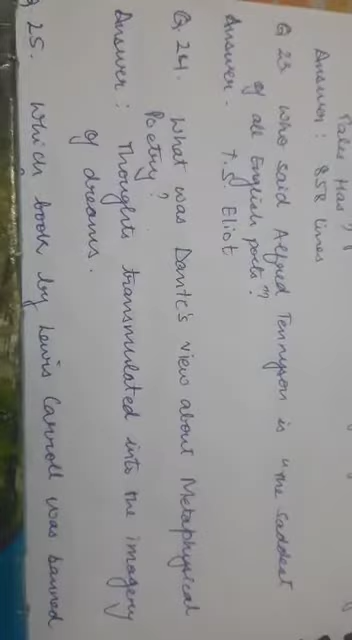 Tales Has ?
Answer : 858 lines
Q 23 Who said Alfred Tennyson is "the saddest
of all English poets"?
Answer. T.S. Eliot
Q. 24. What was Dante's view about Metaphysical
Poetry?
Answer : Thoughts transmulated into the imagery
of dreams.
Q 25. Which book by Lewis Carroll was banned